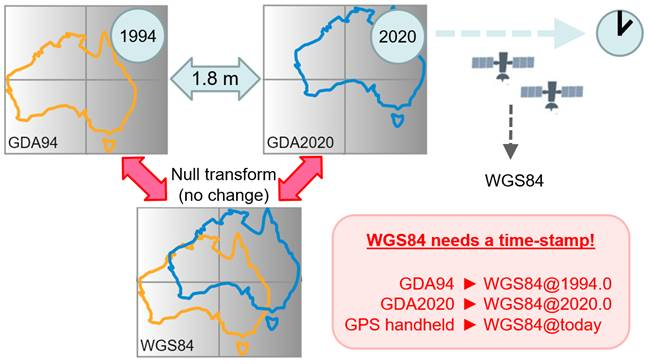 1994
1.8 m
2020
GDA94
GDA2020
WGS84
Null transform
(no change)
WGS84
WGS84 needs a time-stamp!
GDA94 ► WGS84@1994.0
GDA2020 ► WGS84@2020.0
GPS handheld ► WGS84@today